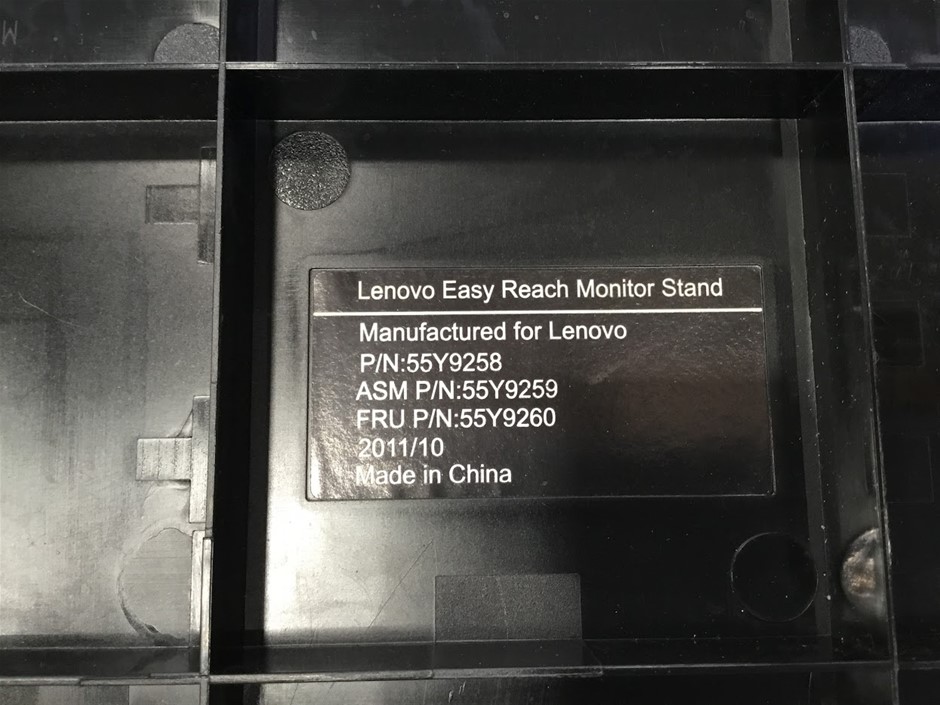 Lenovo Easy Reach Monitor Stand
Manufactured for Lenovo
P/N:55Y9258
ASM P/N:55Y9259
FRU P/N:55Y9260
2011/10
Made in China